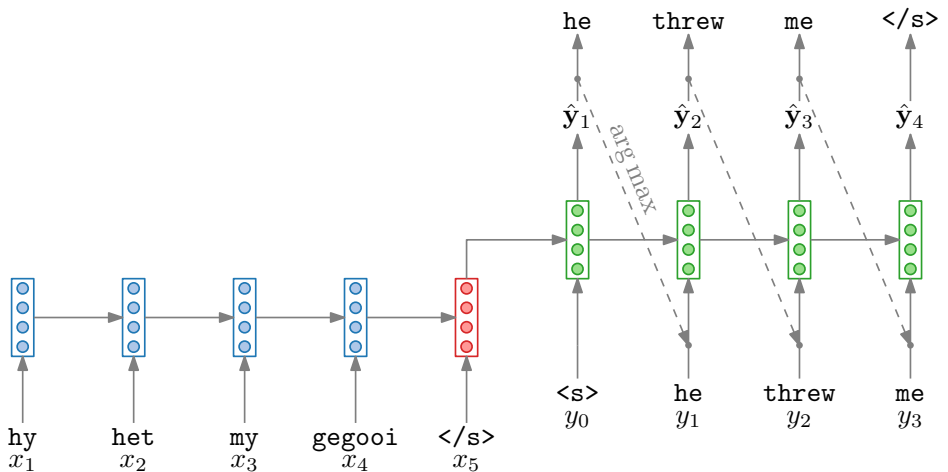 he threw me </s>
ŷ₁ ŷ₂ ŷ₃ ŷ₄
arg max
<s> he threw me
y₀ y₁ y₂ y₃
hy het my gegooi </s>
x₁ x₂ x₃ x₄ x₅